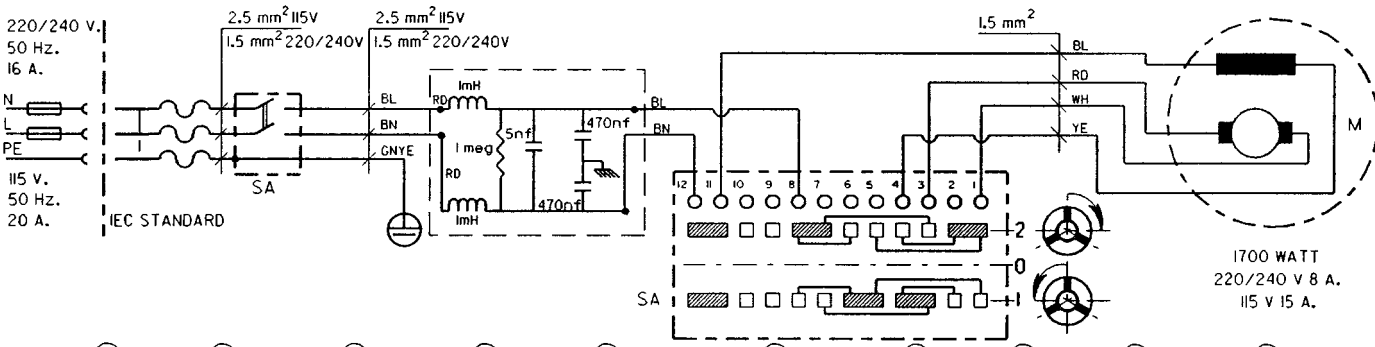 220/240 V.
50 Hz.
16 A.
N
L
PE
115 V.
50 Hz.
20 A.
IEC STANDARD
2.5 mm² 115V
1.5 mm² 220/240V
SA
2.5 mm² 115V
1.5 mm² 220/240V
BL
BN
GNYE
RD
1mH
5nf
1 meg
470nf
RD
1mH
470nf
BL
BN
12 11 10 9 8 7 6 5 4 3 2 1
2
0
SA
1
1.5 mm²
BL
RD
WH
YE
M
1700 WATT
220/240 V 8 A.
115 V 15 A.